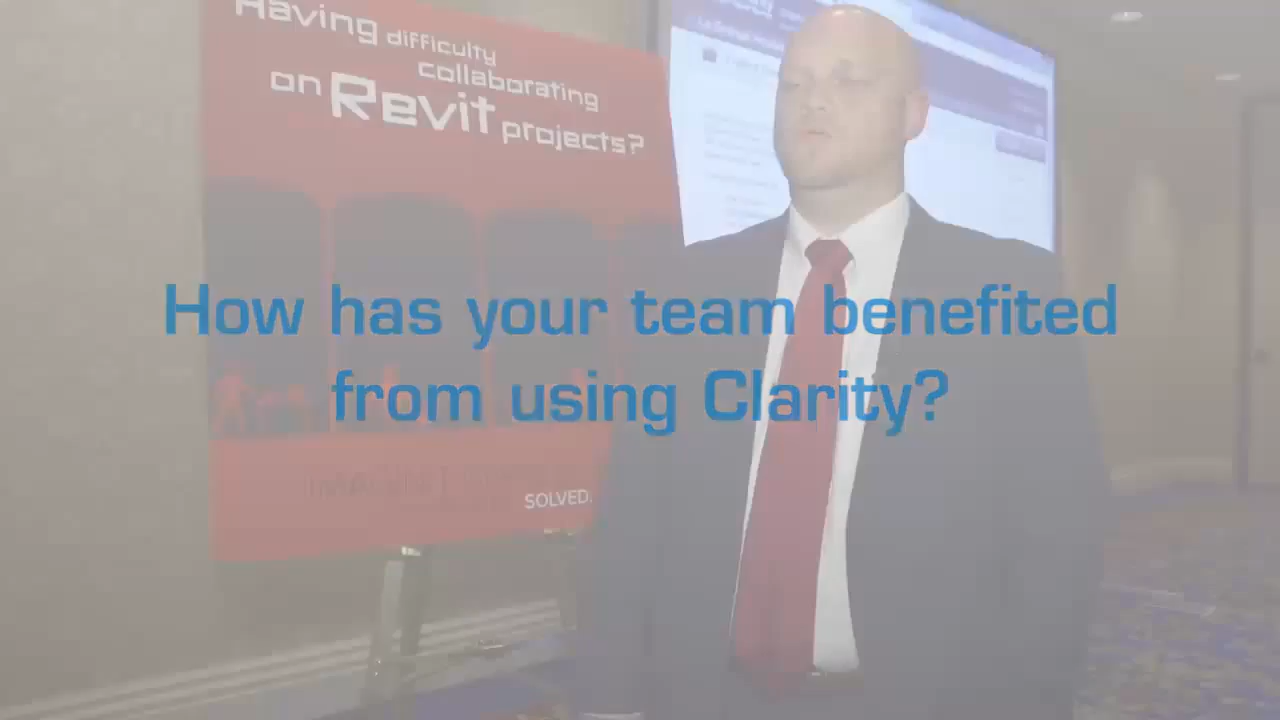 Having difficulty
collaborating
on Revit projects?
How has your team benefited
from using Clarity?
SOLVED.